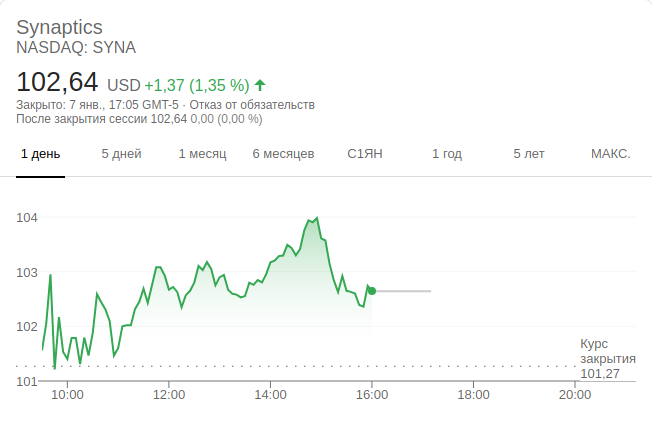 Synaptics
NASDAQ: SYNA
102,64 USD +1,37 (1,35 %)
Закрыто: 7 янв., 17:05 GMT-5 · Отказ от обязательств
После закрытия сессии 102,64 0,00 (0,00 %)
1 день 5 дней 1 месяц 6 месяцев С1ЯН 1 год 5 лет МАКС.
104
103
102
Курс
закрытия
101,27
101
10:00 12:00 14:00 16:00 18:00 20:00